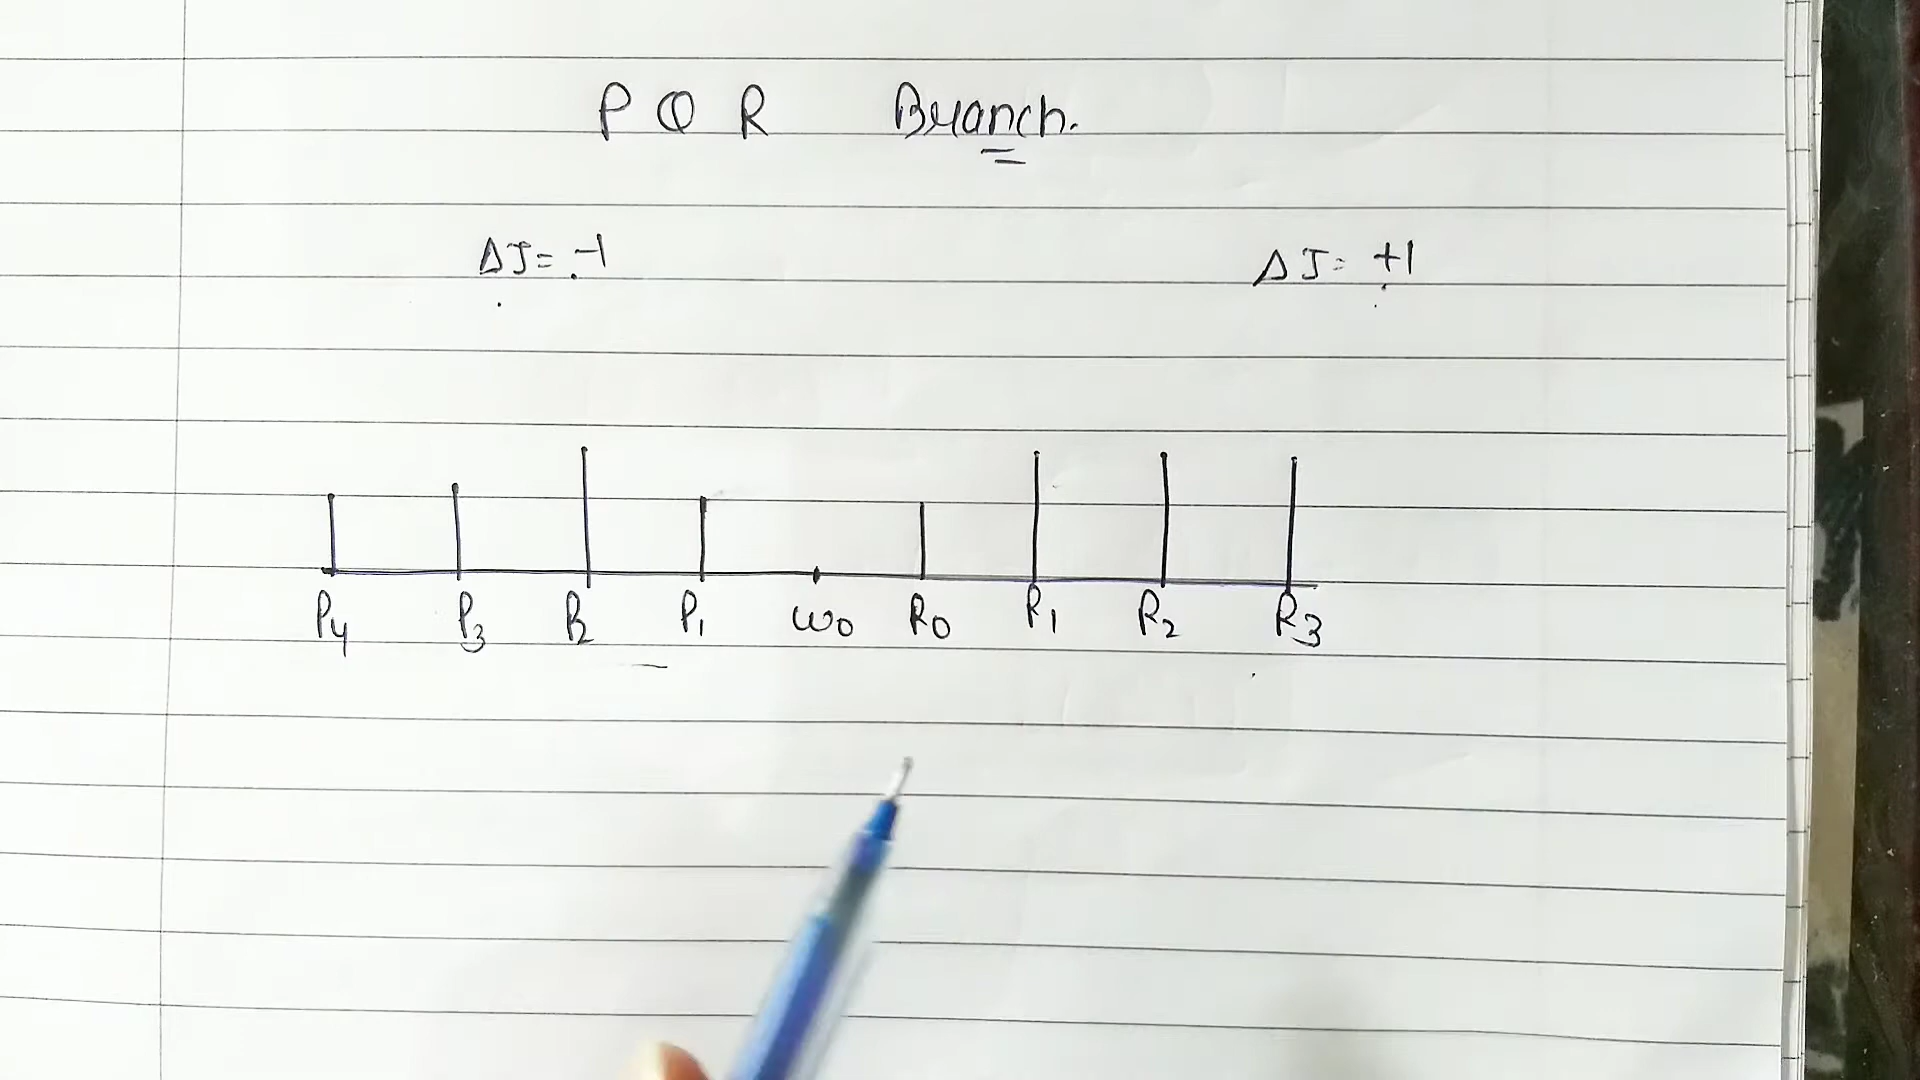 P Q R Branch.
ΔJ= -1 ΔJ= +1
P4 P3 P2 P1 ω0 R0 R1 R2 R3